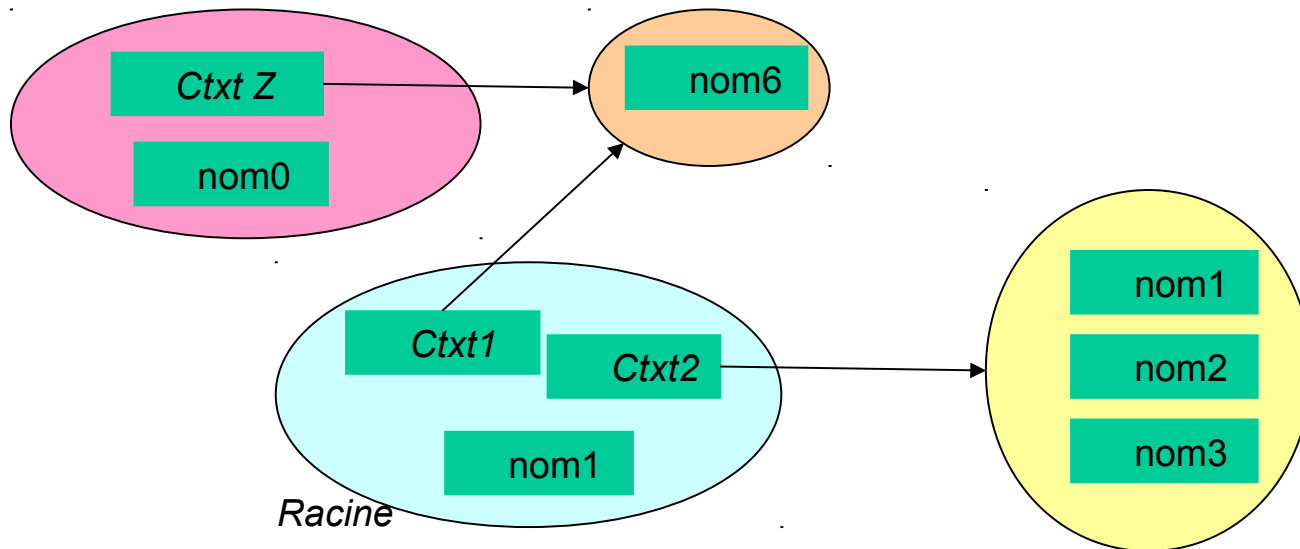 Ctxt Z
nom0
nom6
Ctxt1
Ctxt2
nom1
Racine
nom1
nom2
nom3